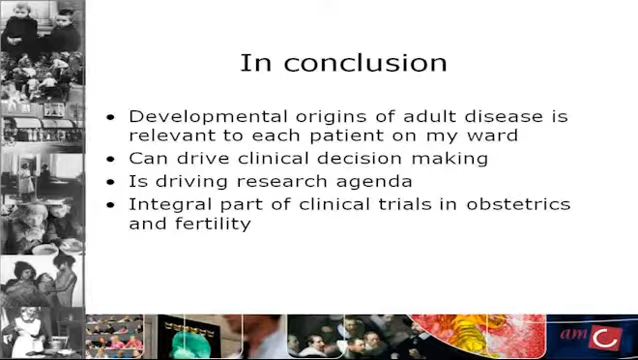 In conclusion
• Developmental origins of adult disease is
relevant to each patient on my ward
• Can drive clinical decision making
• Is driving research agenda
• Integral part of clinical trials in obstetrics
and fertility
amc